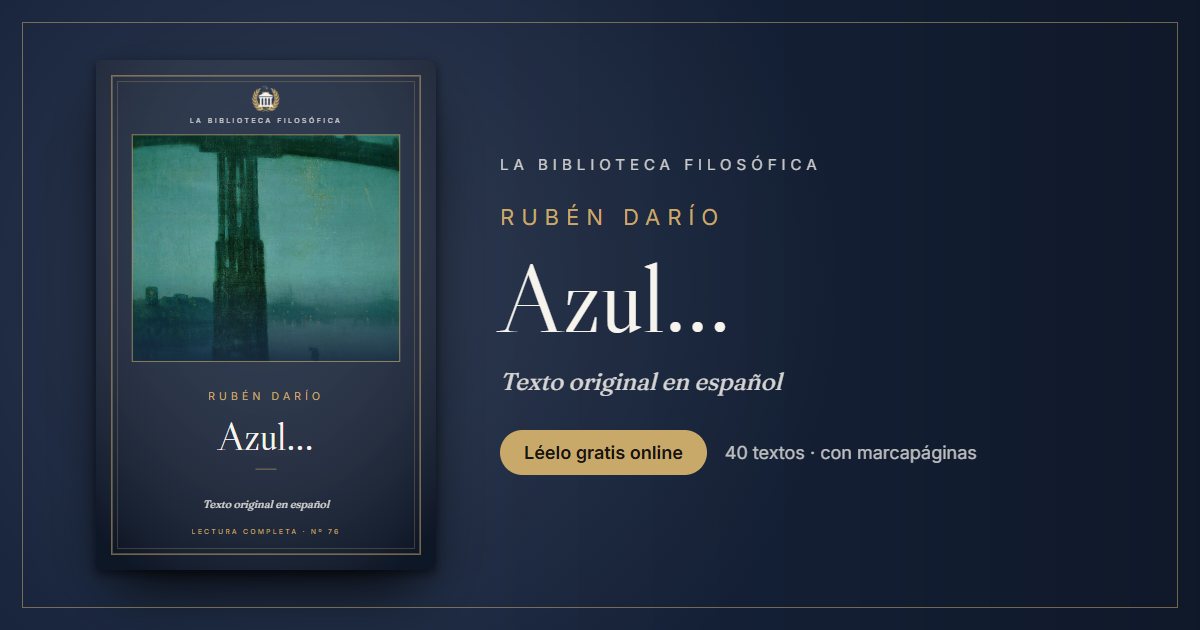 LA BIBLIOTECA FILOSÓFICA
RUBÉN DARÍO
Azul...
Texto original en español
LECTURA COMPLETA · Nº 76
LA BIBLIOTECA FILOSÓFICA
RUBÉN DARÍO
Azul...
Texto original en español
Léelo gratis online 40 textos · con marcapáginas